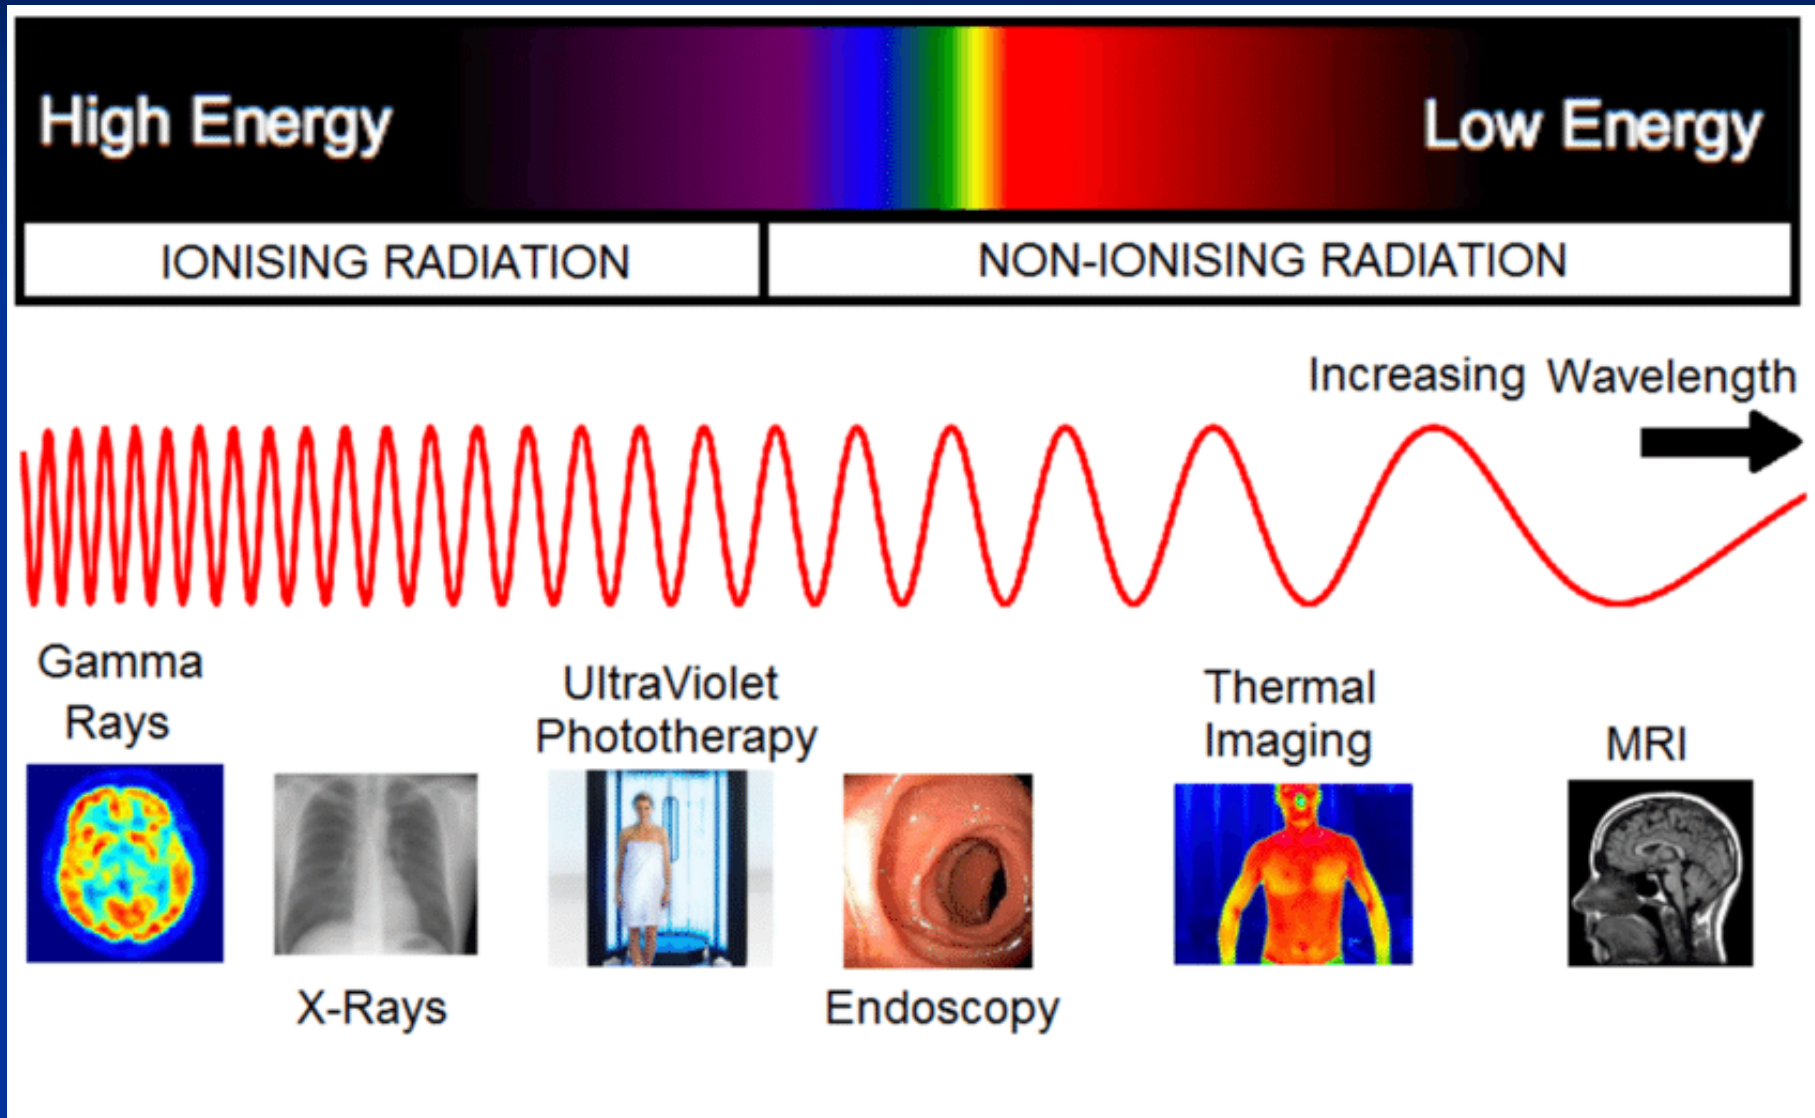 High Energy
Low Energy
IONISING RADIATION
NON-IONISING RADIATION
Increasing Wavelength
Gamma
Rays
UltraViolet
Phototherapy
Thermal
Imaging
MRI
X-Rays
Endoscopy